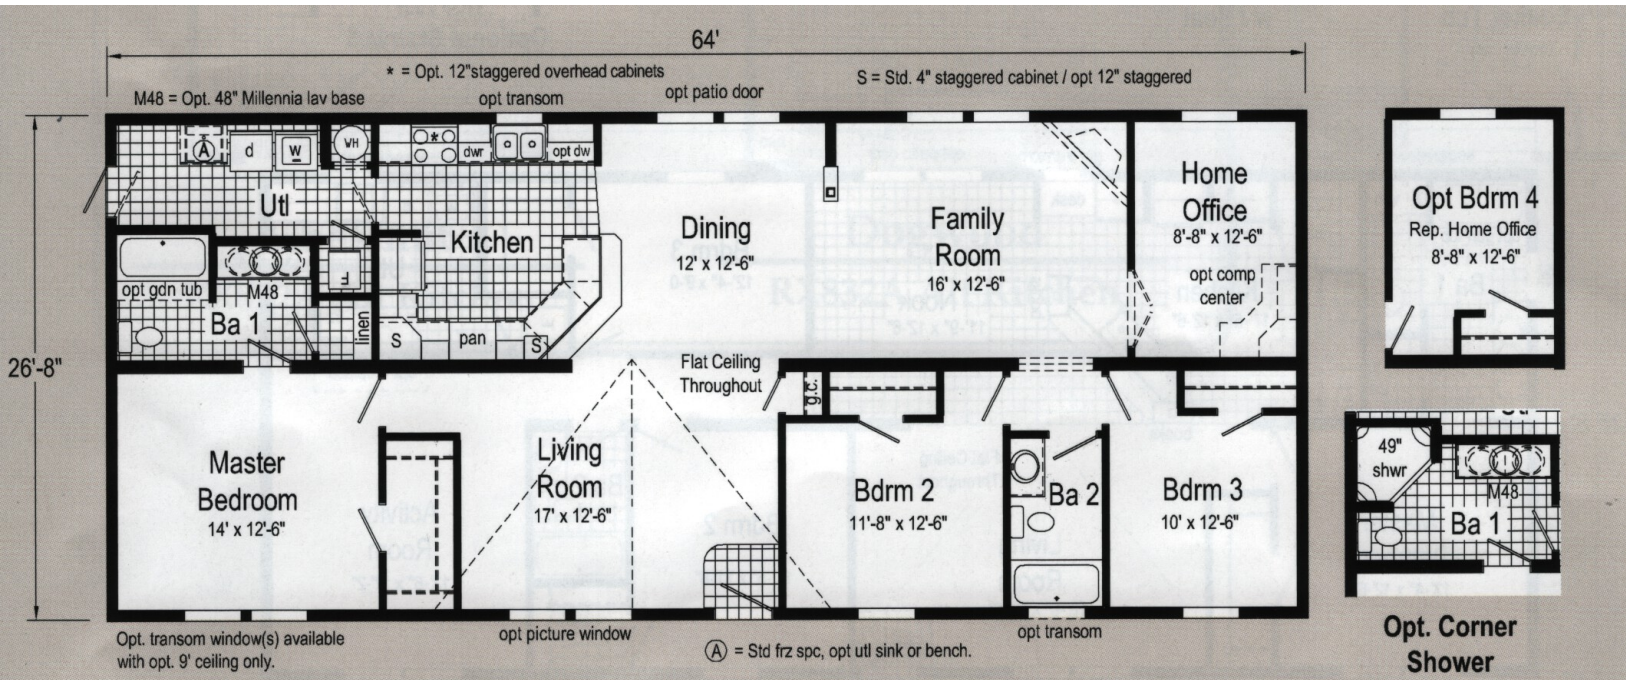 64'
* = Opt. 12"staggered overhead cabinets
S = Std. 4" staggered cabinet / opt 12" staggered
M48 = Opt. 48" Millennia lav base
opt transom
opt patio door
A
d
W
WH
*
dwr
opt dw
Utl
Kitchen
Dining
12' x 12'-6"
Family
Room
16' x 12'-6"
Home
Office
8'-8" x 12'-6"
opt comp
center
Opt Bdrm 4
Rep. Home Office
8'-8" x 12'-6"
opt gdn tub
M48
F
Ba 1
linen
S
pan
S
26'-8"
Flat Ceiling
Throughout
g.c.
Master
Bedroom
14' x 12'-6"
Living
Room
17' x 12'-6"
Bdrm 2
11'-8" x 12'-6"
Ba 2
Bdrm 3
10' x 12'-6"
49"
shwr
M48
Ba 1
Opt. Corner
Shower
Opt. transom window(s) available
with opt. 9' ceiling only.
opt picture window
A = Std frz spc, opt utl sink or bench.
opt transom